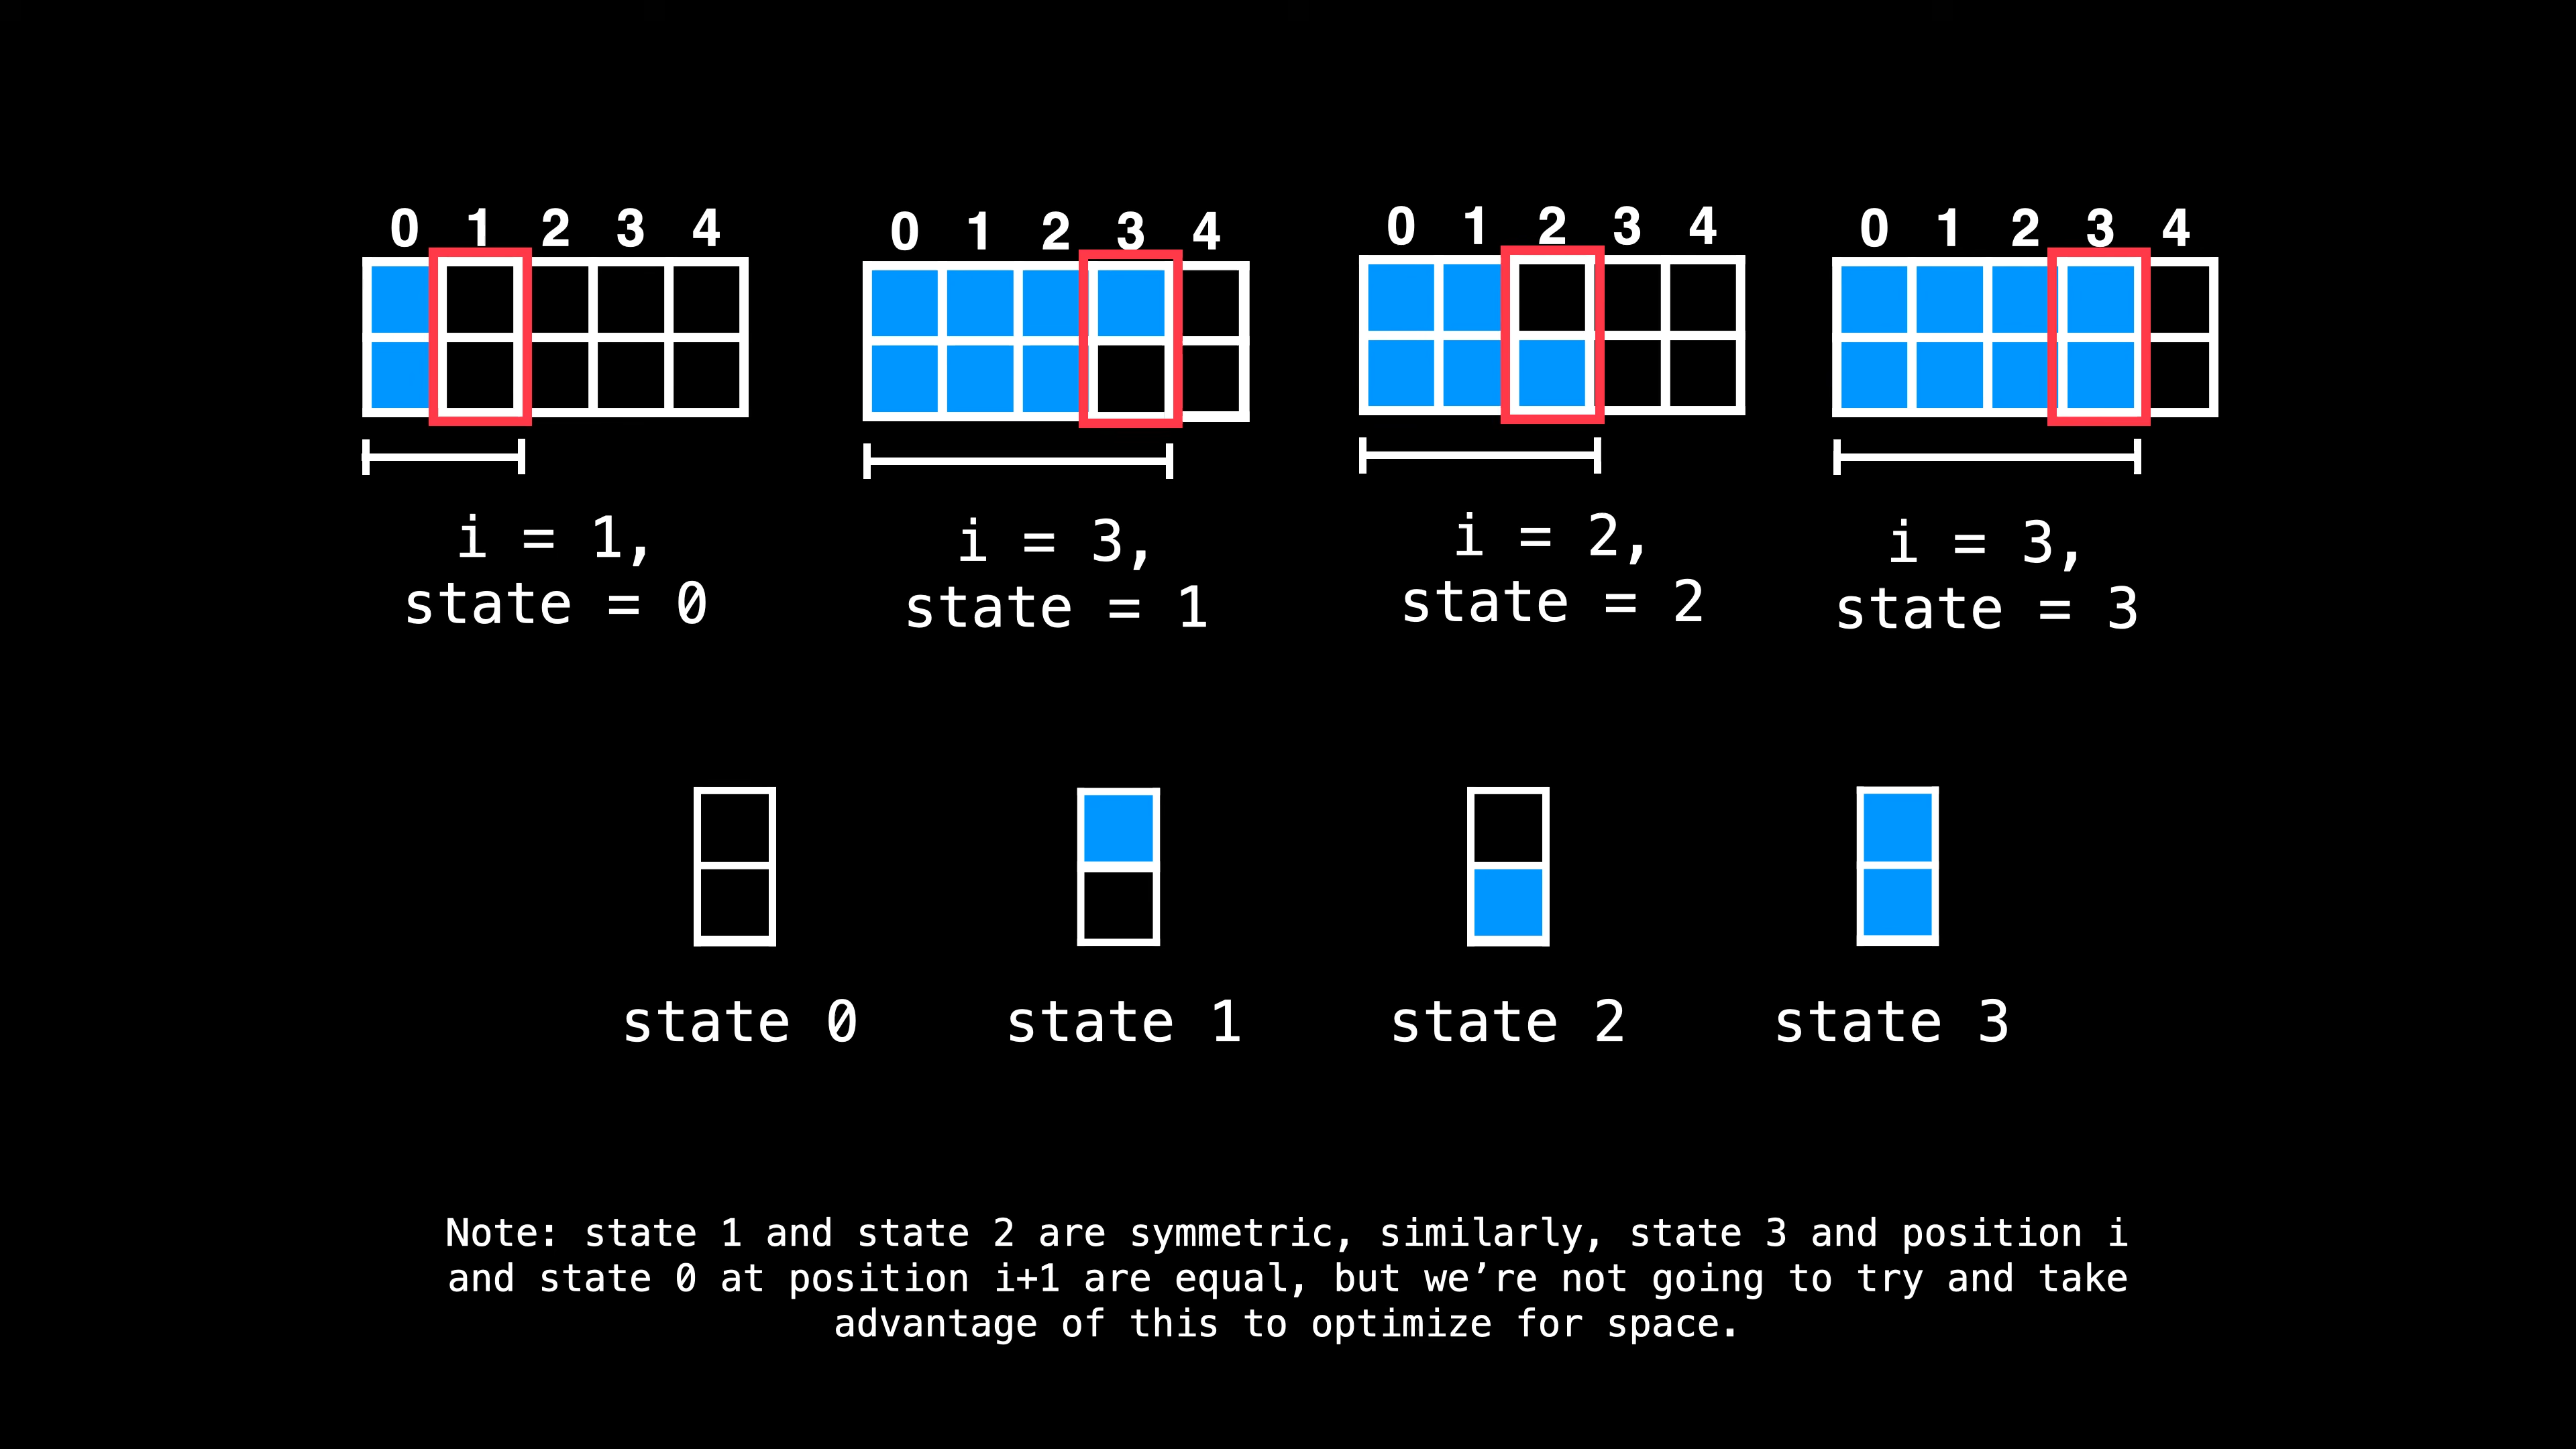 0 1 2 3 4
0 1 2 3 4
0 1 2 3 4
0 1 2 3 4
i = 1,
state = 0
i = 3,
state = 1
i = 2,
state = 2
i = 3,
state = 3
state 0
state 1
state 2
state 3
Note: state 1 and state 2 are symmetric, similarly, state 3 and position i
and state 0 at position i+1 are equal, but we’re not going to try and take
advantage of this to optimize for space.